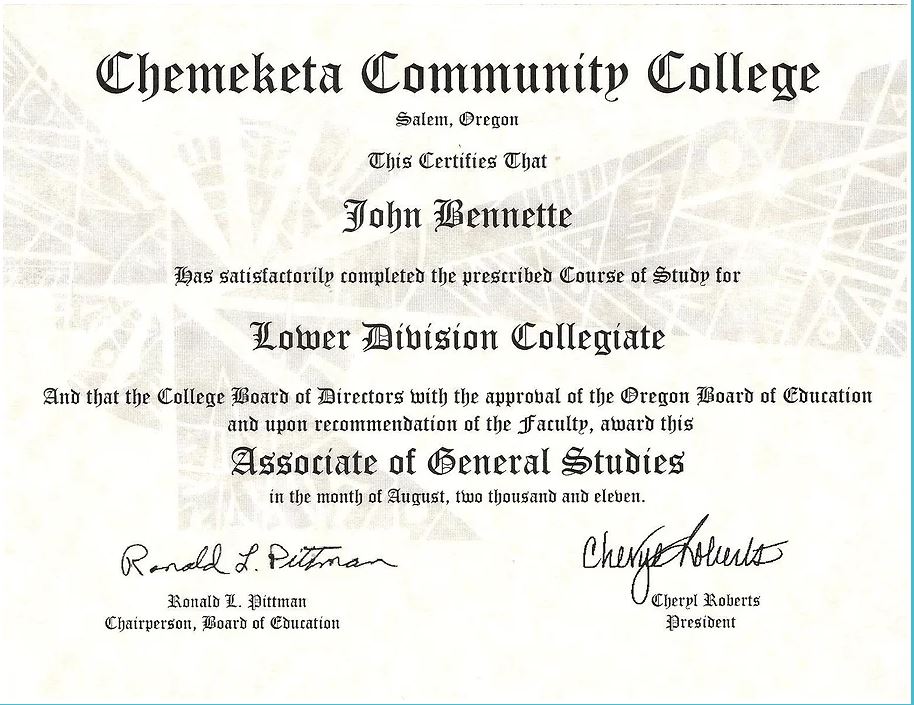 Chemeketa Community College
Salem, Oregon
This Certifies That
John Bennette
Has satisfactorily completed the prescribed Course of Study for
Lower Division Collegiate
And that the College Board of Directors with the approval of the Oregon Board of Education
and upon recommendation of the Faculty, award this
Associate of General Studies
in the month of August, two thousand and eleven.
Ronald L. Pittman
Cheryl Roberts
Ronald L. Pittman
Cheryl Roberts
Chairperson, Board of Education
President